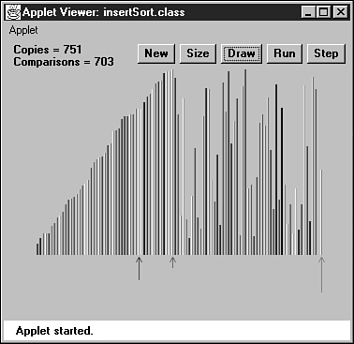 Applet Viewer: insertSort.class
Applet
Copies = 751
Comparisons = 703
New Size Draw Run Step
Applet started.